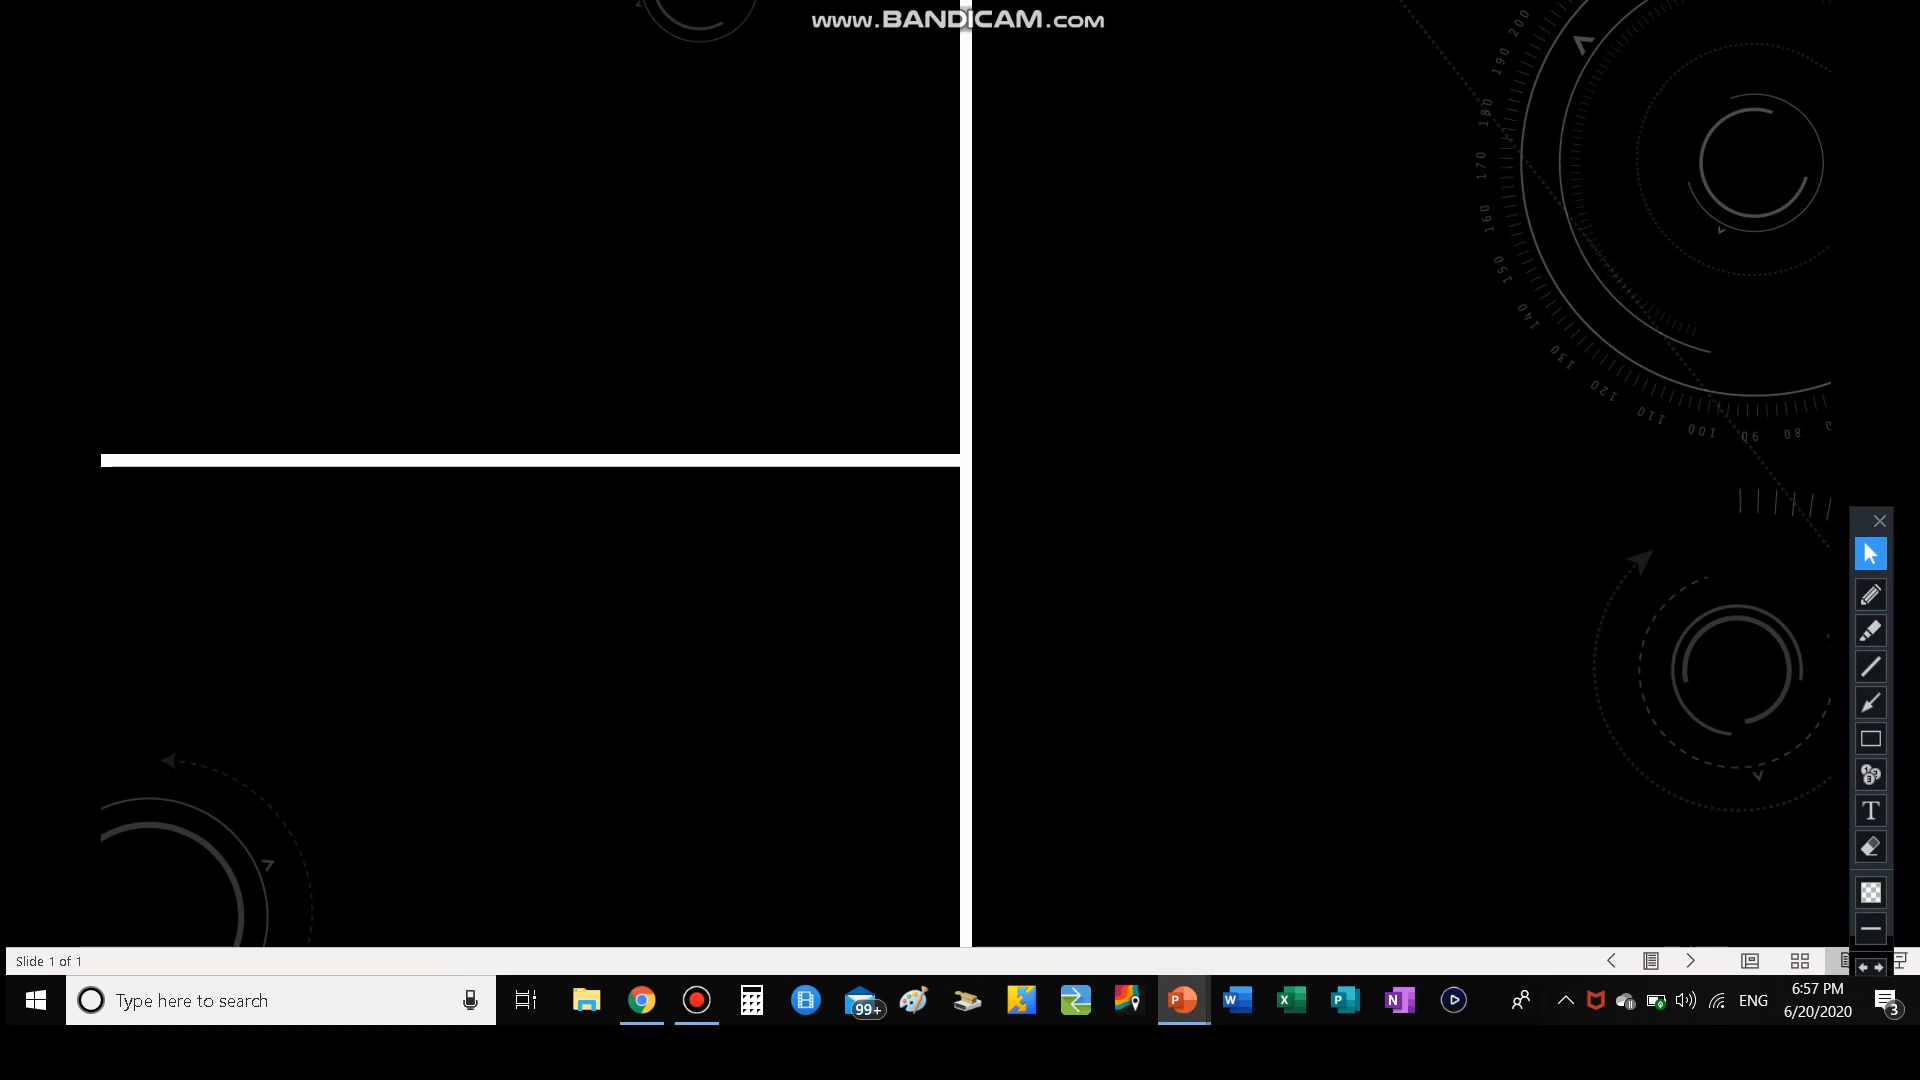 www.BANDICAM.com
200
190
180
170
160
150
140
130
120
110
100
90
80
T
Slide 1 of 1
Type here to search
99+
P
W
X
P
N
ENG
6:57 PM
6/20/2020
3